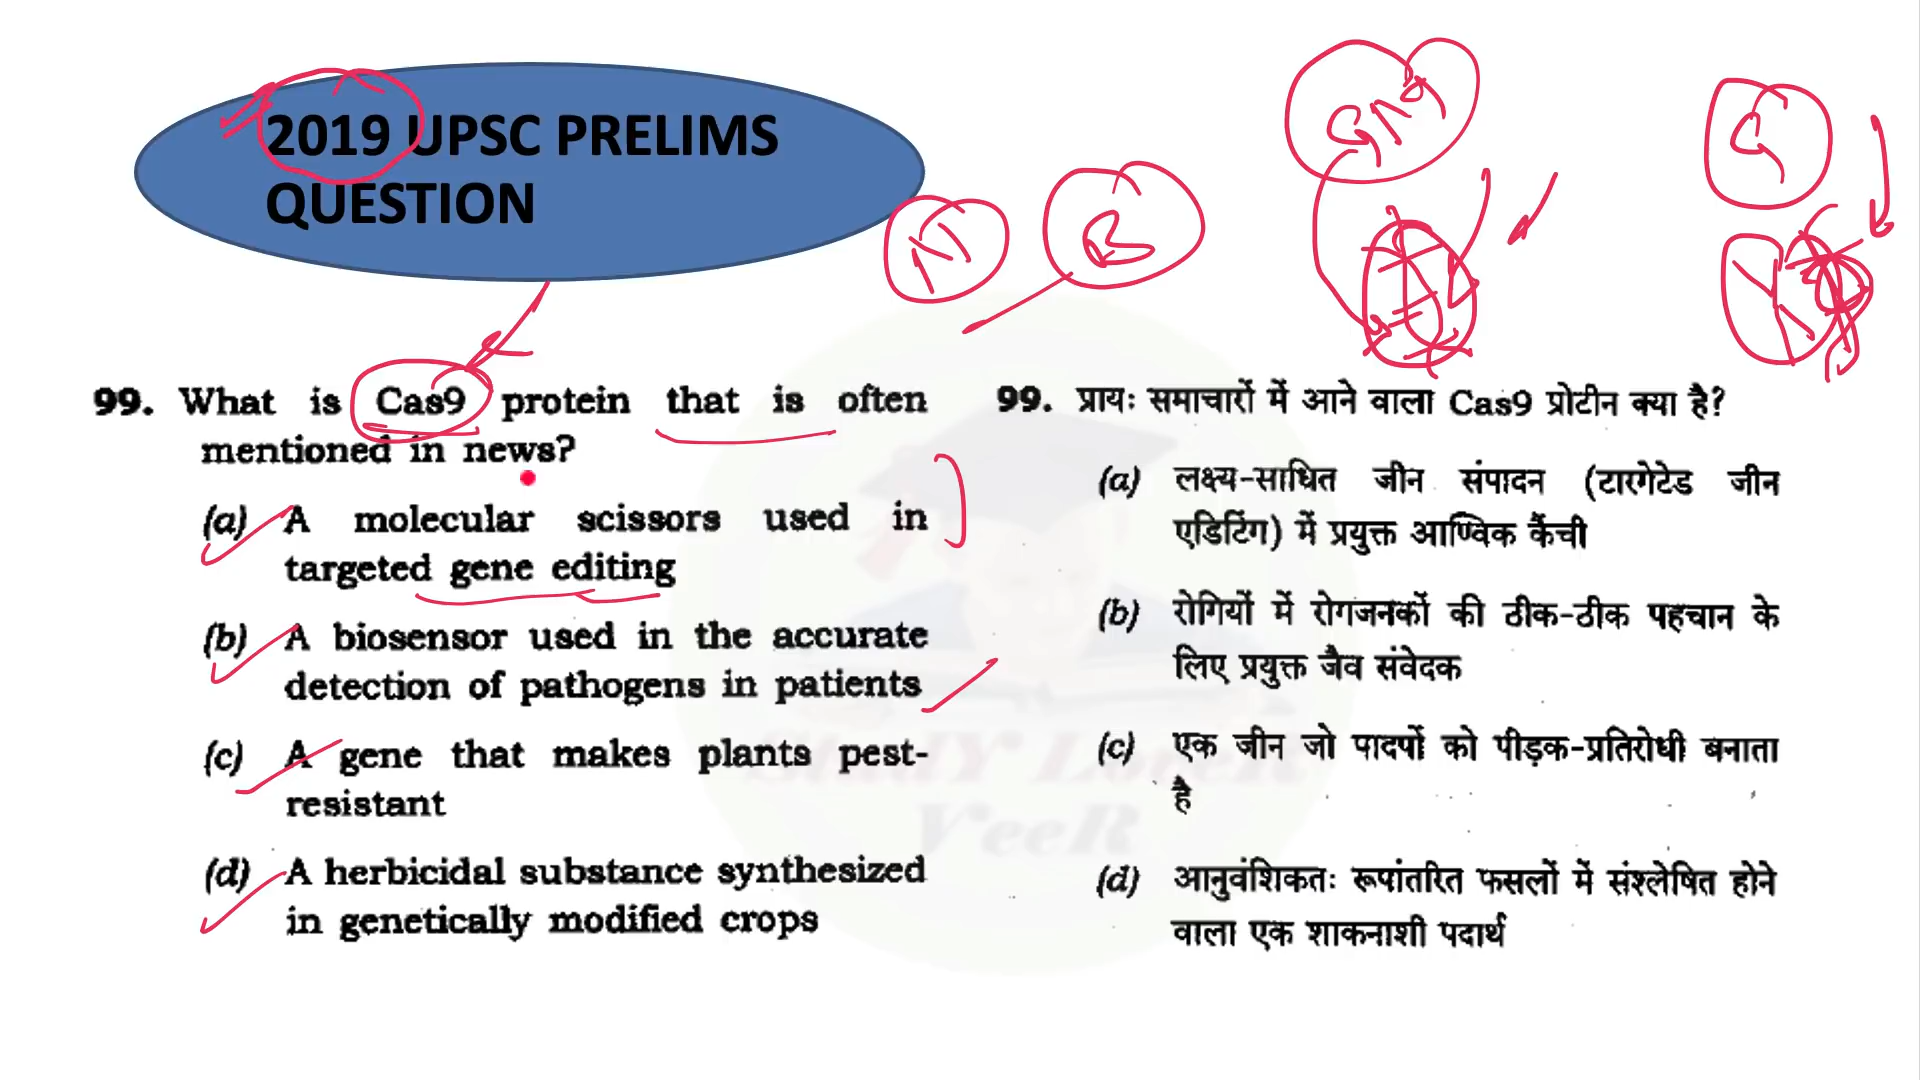 2019 UPSC PRELIMS
QUESTION
N
B
99. What is Cas9 protein that is often
mentioned in news?
(a) A molecular scissors used in
targeted gene editing
(b) A biosensor used in the accurate
detection of pathogens in patients
(c) A gene that makes plants pest-
resistant
(d) A herbicidal substance synthesized
in genetically modified crops
99. प्रायः समाचारों में आने वाला Cas9 प्रोटीन क्या है?
(a) लक्ष्य-साधित जीन संपादन (टारगेटेड जीन
एडिटिंग) में प्रयुक्त आण्विक कैंची
(b) रोगियों में रोगजनकों की ठीक-ठीक पहचान के
लिए प्रयुक्त जैव संवेदक
(c) एक जीन जो पादपों को पीड़क-प्रतिरोधी बनाता
है
(d) आनुवंशिकतः रूपांतरित फसलों में संश्लेषित होने
वाला एक शाकनाशी पदार्थ
StudY LoveR
VeeR